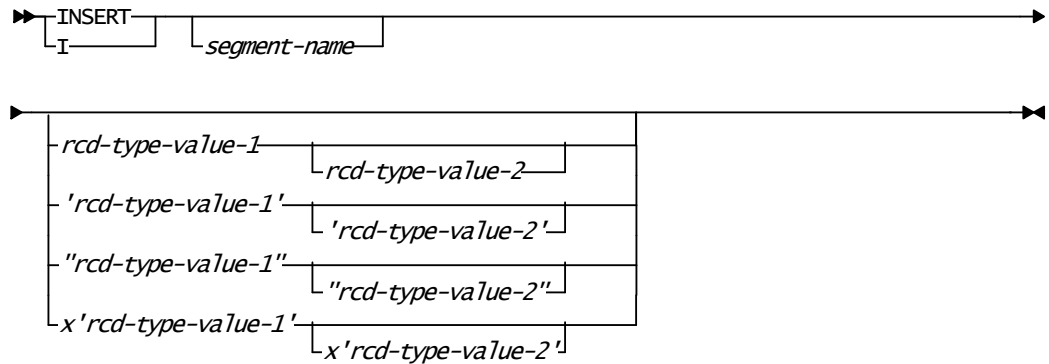 INSERT
I
segment-name
rcd-type-value-1
rcd-type-value-2
'rcd-type-value-1'
'rcd-type-value-2'
"rcd-type-value-1"
"rcd-type-value-2"
x'rcd-type-value-1'
x'rcd-type-value-2'